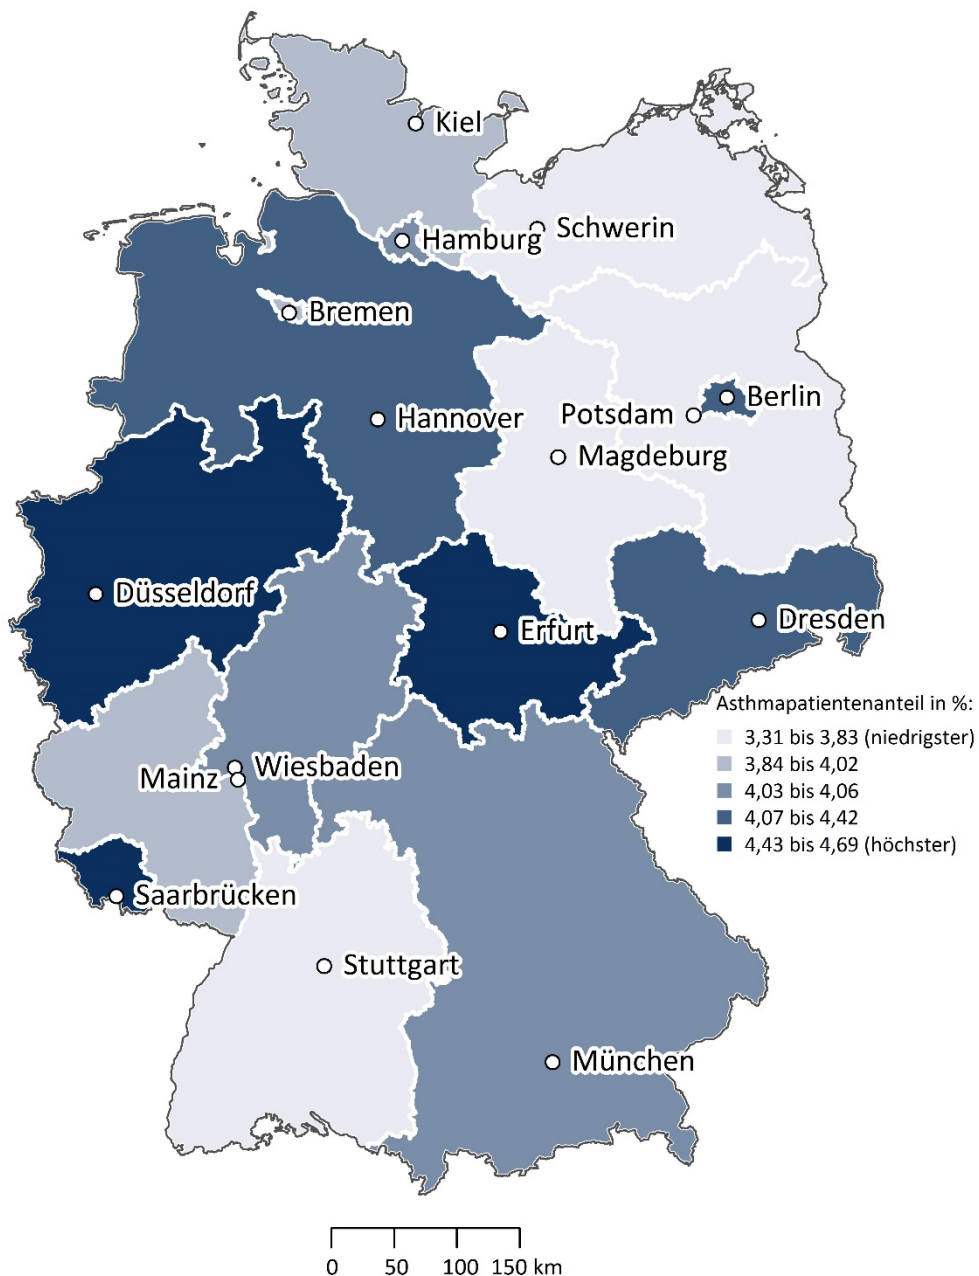 Kiel
Schwerin
Hamburg
Bremen
Berlin
Potsdam
Hannover
Magdeburg
Düsseldorf
Erfurt
Dresden
Asthmapatientenanteil in %:
3,31 bis 3,83 (niedrigster)
3,84 bis 4,02
4,03 bis 4,06
4,07 bis 4,42
4,43 bis 4,69 (höchster)
Wiesbaden
Mainz
Saarbrücken
Stuttgart
München
0 50 100 150 km